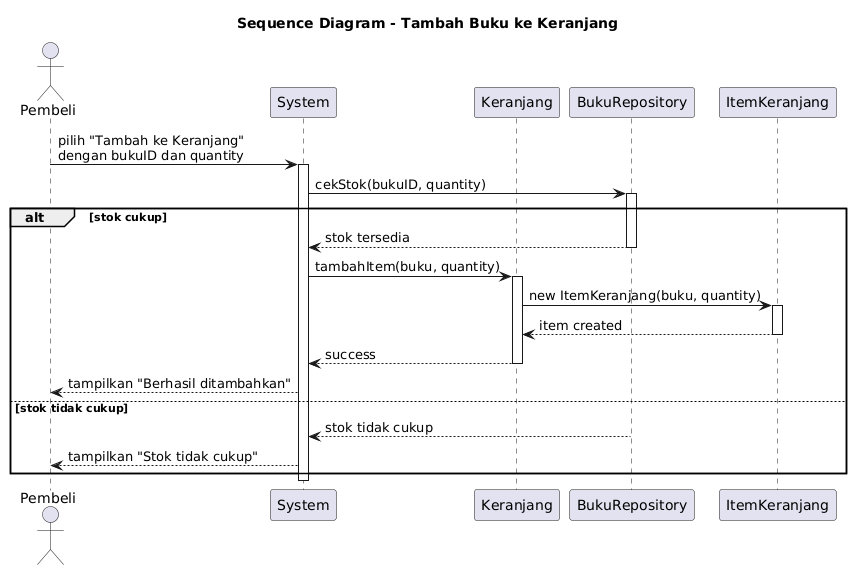 Sequence Diagram - Tambah Buku ke Keranjang
Pembeli
System
Keranjang
BukuRepository
ItemKeranjang
pilih "Tambah ke Keranjang"
dengan bukuID dan quantity
cekStok(bukuID, quantity)
alt
[stok cukup]
stok tersedia
tambahItem(buku, quantity)
new ItemKeranjang(buku, quantity)
item created
success
tampilkan "Berhasil ditambahkan"
[stok tidak cukup]
stok tidak cukup
tampilkan "Stok tidak cukup"
Pembeli
System
Keranjang
BukuRepository
ItemKeranjang